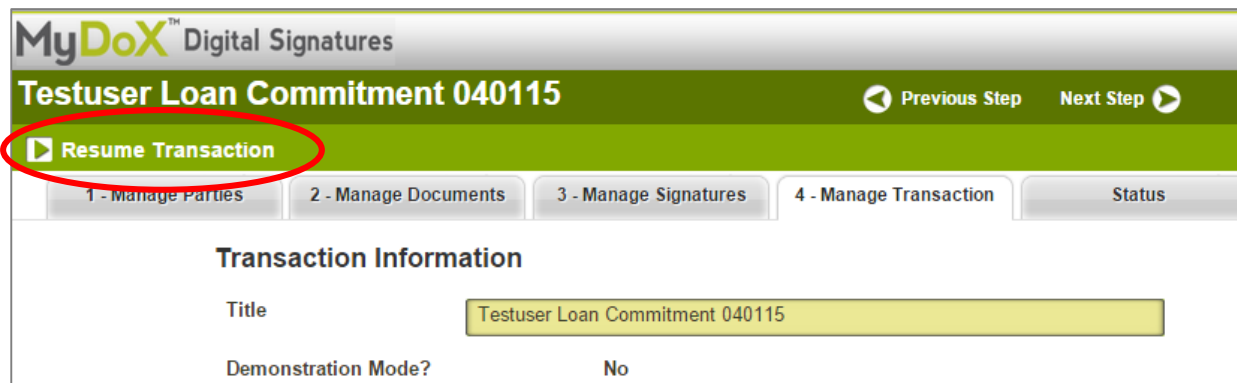 MyDoX™ Digital Signatures
Testuser Loan Commitment 040115
Previous Step Next Step
Resume Transaction
1 - Manage Parties 2 - Manage Documents 3 - Manage Signatures 4 - Manage Transaction Status
Transaction Information
Title Testuser Loan Commitment 040115
Demonstration Mode? No